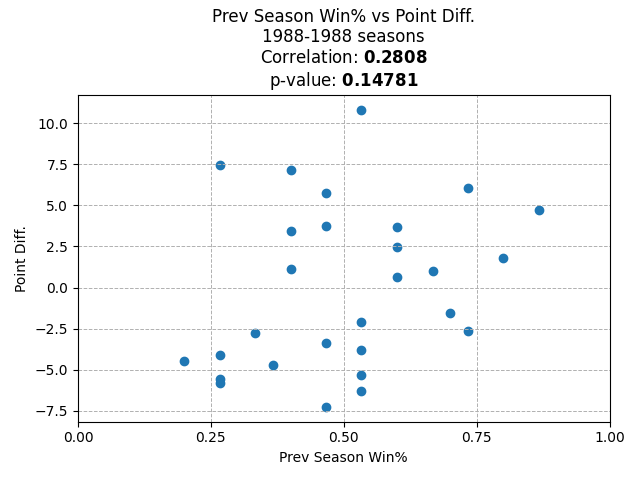 Prev Season Win% vs Point Diff.
1988-1988 seasons
Correlation: 0.2808
p-value: 0.14781
10.0
7.5
5.0
2.5
0.0
−2.5
−5.0
−7.5
Point Diff.
0.00 0.25 0.50 0.75 1.00
Prev Season Win%